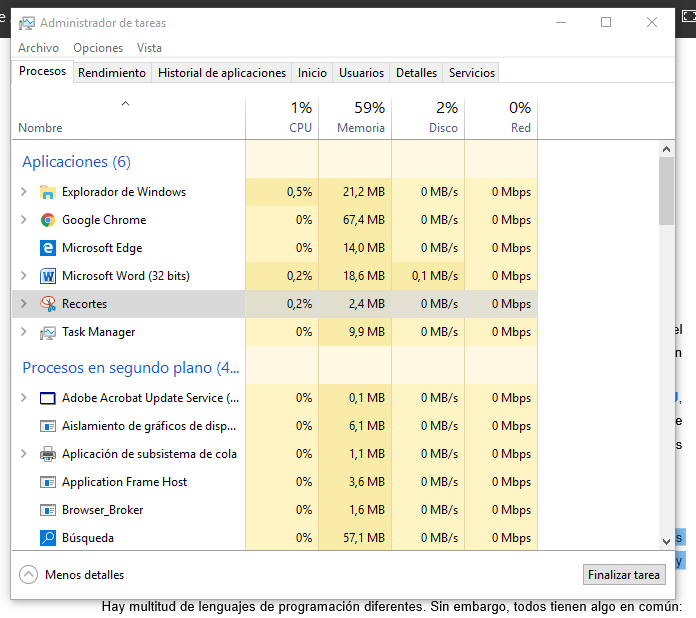 e
Administrador de tareas
Archivo Opciones Vista
Procesos Rendimiento Historial de aplicaciones Inicio Usuarios Detalles Servicios
1% 59% 2% 0%
Nombre CPU Memoria Disco Red
Aplicaciones (6)
Explorador de Windows 0,5% 21,2 MB 0 MB/s 0 Mbps
Google Chrome 0% 67,4 MB 0 MB/s 0 Mbps
Microsoft Edge 0% 14,0 MB 0 MB/s 0 Mbps
Microsoft Word (32 bits) 0,2% 18,6 MB 0,1 MB/s 0 Mbps
Recortes 0,2% 2,4 MB 0 MB/s 0 Mbps
Task Manager 0% 9,9 MB 0 MB/s 0 Mbps
el
n
Procesos en segundo plano (4...
Adobe Acrobat Update Service (... 0% 0,1 MB 0 MB/s 0 Mbps
Aislamiento de gráficos de disp... 0% 6,1 MB 0 MB/s 0 Mbps
e
Aplicación de subsistema de cola 0% 1,1 MB 0 MB/s 0 Mbps
s
Application Frame Host 0% 3,6 MB 0 MB/s 0 Mbps
Browser_Broker 0% 1,6 MB 0 MB/s 0 Mbps
Búsqueda 0% 57,1 MB 0 MB/s 0 Mbps
s
y
Menos detalles Finalizar tarea
Hay multitud de lenguajes de programación diferentes. Sin embargo, todos tienen algo en común: